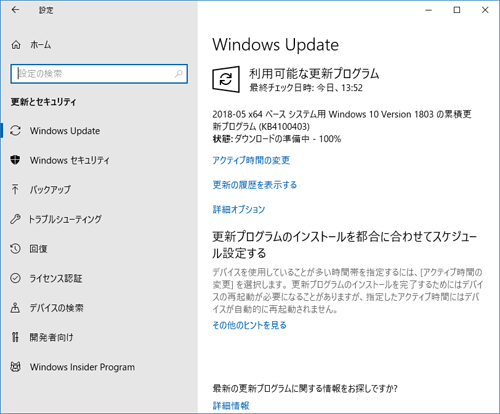 設定
ホーム
設定の検索
更新とセキュリティ
Windows Update
Windows セキュリティ
バックアップ
トラブルシューティング
回復
ライセンス認証
デバイスの検索
開発者向け
Windows Insider Program
Windows Update
利用可能な更新プログラム
最終チェック日時: 今日、13:52
2018-05 x64 ベース システム用 Windows 10 Version 1803 の累積更
新プログラム (KB4100403)
状態: ダウンロードの準備中 - 100%
アクティブ時間の変更
更新の履歴を表示する
詳細オプション
更新プログラムのインストールを都合に合わせてスケジュー
ル設定する
デバイスを使用していることが多い時間帯を指定するには、[アクティブ時間の
変更] を選択します。更新プログラムのインストールを完了するためにはデバイ
スの再起動が必要になることがありますが、指定したアクティブ時間にはデバイ
スが自動的に再起動されません。
その他のヒントを見る
最新の更新プログラムに関する情報をお探しですか?
詳細情報